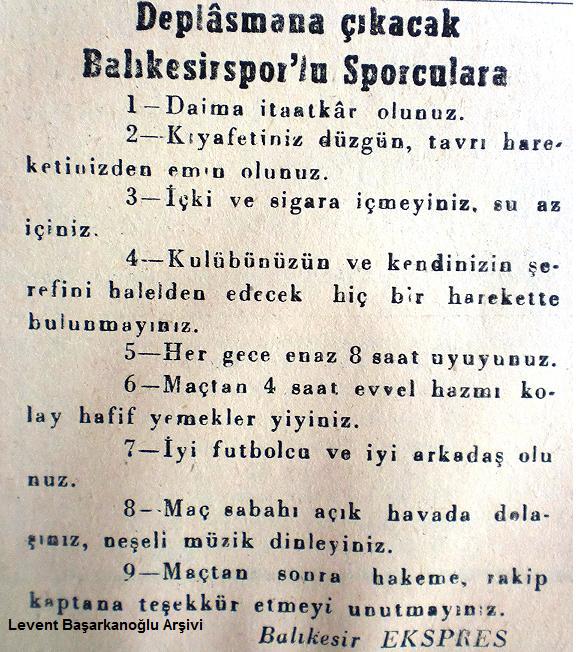 Deplâsmana çıkacak
Balıkesirspor'lu Sporculara
1—Daima itaatkâr olunuz.
2—Kıyafetiniz düzgün, tavrı hare-
ketinizden emin olunuz.
3—İçki ve sigara içmeyiniz, su az
içiniz.
4—Kulübünüzün ve kendinizin şe-
refini halelden edecek hiç bir harekette
bulunmayınız.
5—Her gece enaz 8 saat uyuyunuz.
6—Maçtan 4 saat evvel hazmı ko-
lay hafif yemekler yiyiniz.
7—İyi futbolcu ve iyi arkadaş olu
nuz.
8—Maç sabahı açık havada dola-
şınız, neşeli müzik dinleyiniz.
9—Maçtan sonra hakeme, rakip
kaptana teşekkür etmeyi unutmayınız.
Levent Başarkanoğlu Arşivi
Balıkesir EKSPRES